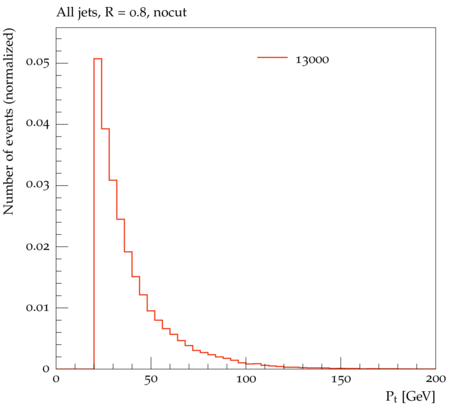 All jets, R = 0.8, nocut
Number of events (normalized)
13000
0.05
0.04
0.03
0.02
0.01
0
0 50 100 150 200
Pt [GeV]